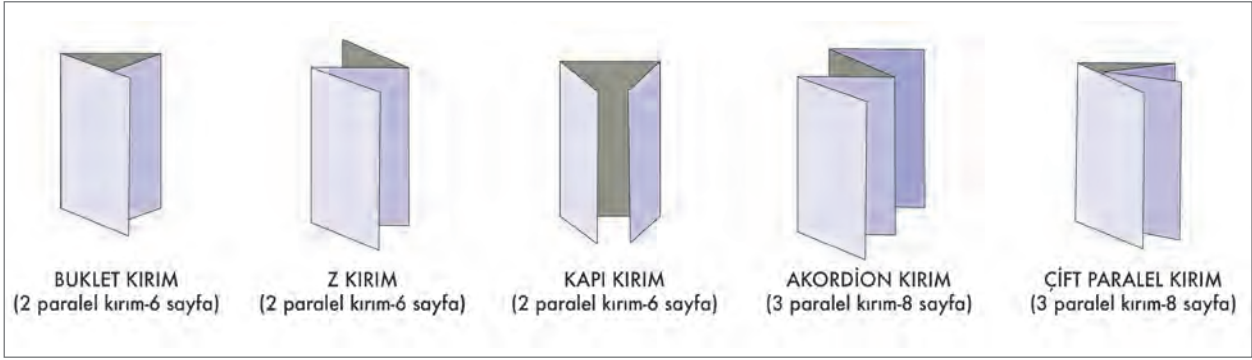 BUKLET KIRIM
(2 paralel kırım-6 sayfa)
Z KIRIM
(2 paralel kırım-6 sayfa)
KAPI KIRIM
(2 paralel kırım-6 sayfa)
AKORDİON KIRIM
(3 paralel kırım-8 sayfa)
ÇİFT PARALEL KIRIM
(3 paralel kırım-8 sayfa)